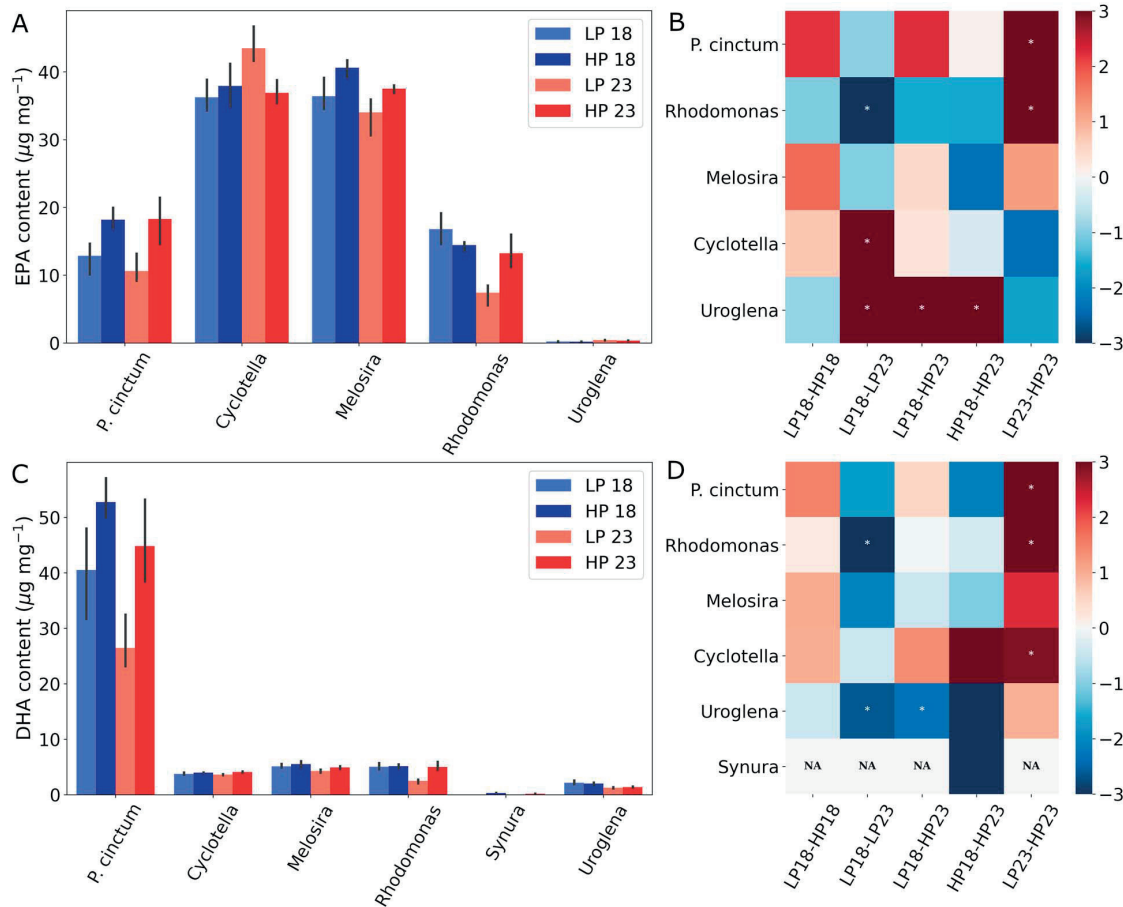 A
EPA content (µg mg⁻¹)
40
30
20
10
0
LP 18
HP 18
LP 23
HP 23
P. cinctum
Cyclotella
Melosira
Rhodomonas
Uroglena
B
P. cinctum
Rhodomonas
Melosira
Cyclotella
Uroglena
*
*
*
*
*
*
*
LP18-HP18
LP18-LP23
LP18-HP23
HP18-HP23
LP23-HP23
3
2
1
0
−1
−2
−3
C
DHA content (µg mg⁻¹)
50
40
30
20
10
0
LP 18
HP 18
LP 23
HP 23
P. cinctum
Cyclotella
Melosira
Rhodomonas
Synura
Uroglena
D
P. cinctum
Rhodomonas
Melosira
Cyclotella
Uroglena
Synura
*
* *
*
* *
NA NA NA NA
LP18-HP18
LP18-LP23
LP18-HP23
HP18-HP23
LP23-HP23
3
2
1
0
−1
−2
−3